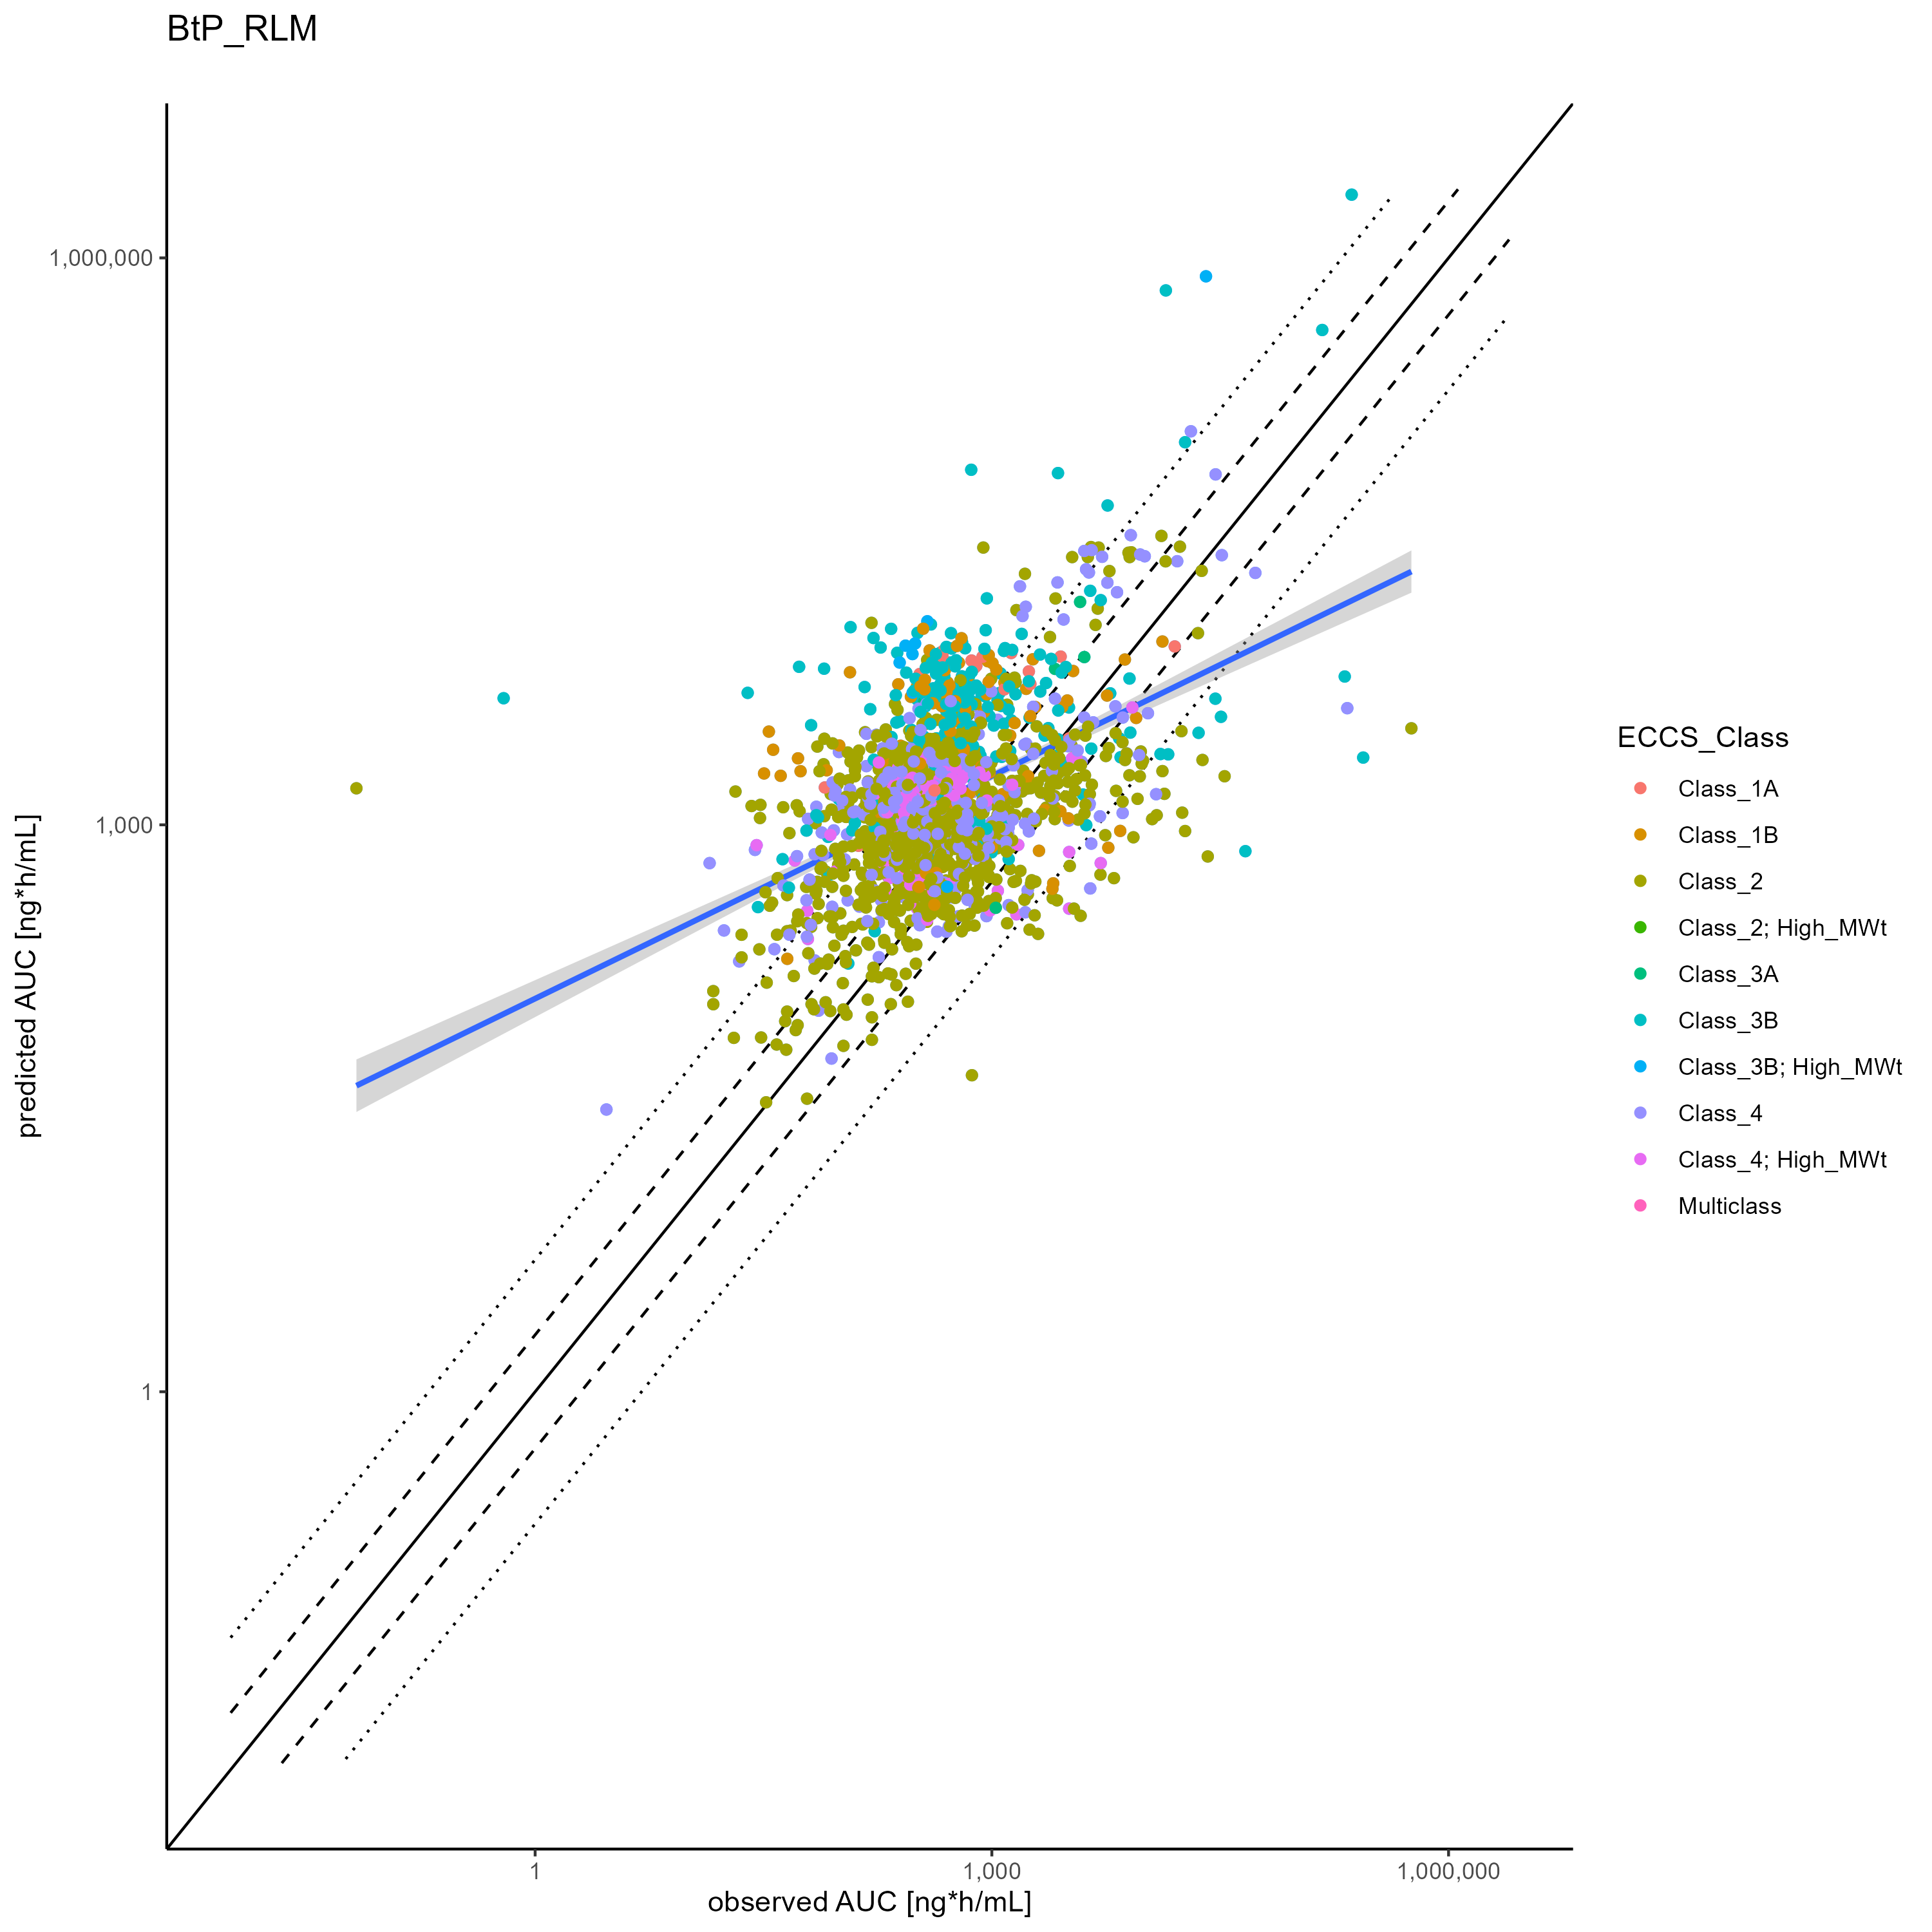 BtP_RLM
1,000,000
1,000
1
predicted AUC [ng*h/mL]
1
1,000
1,000,000
observed AUC [ng*h/mL]
ECCS_Class
Class_1A
Class_1B
Class_2
Class_2; High_MWt
Class_3A
Class_3B
Class_3B; High_MWt
Class_4
Class_4; High_MWt
Multiclass